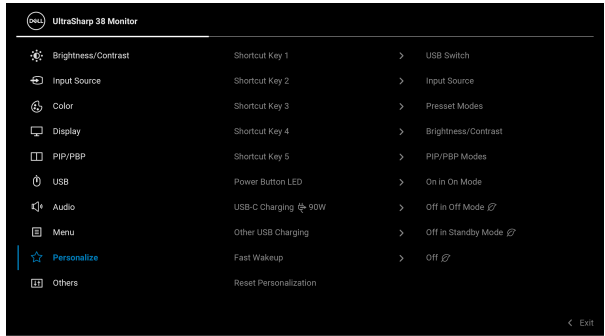 DELL UltraSharp 38 Monitor
Brightness/Contrast Shortcut Key 1 > USB Switch
Input Source Shortcut Key 2 > Input Source
Color Shortcut Key 3 > Presset Modes
Display Shortcut Key 4 > Brightness/Contrast
PIP/PBP Shortcut Key 5 > PIP/PBP Modes
USB Power Button LED > On in On Mode
Audio USB-C Charging 90W > Off in Off Mode
Menu Other USB Charging > Off in Standby Mode
Personalize Fast Wakeup > Off
Others Reset Personalization
< Exit